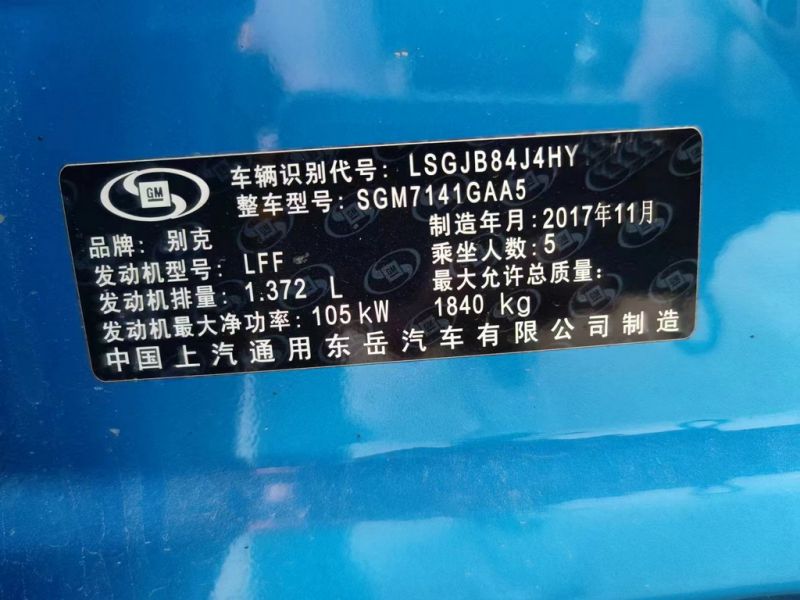 GM
车辆识别代号: LSGJB84J4HY
整车型号: SGM7141GAA5
品牌: 别克 制造年月: 2017年11月
发动机型号: LFF 乘坐人数: 5
发动机排量: 1.372 L 最大允许总质量:
发动机最大净功率: 105 kW 1840 kg
中国上汽通用东岳汽车有限公司制造